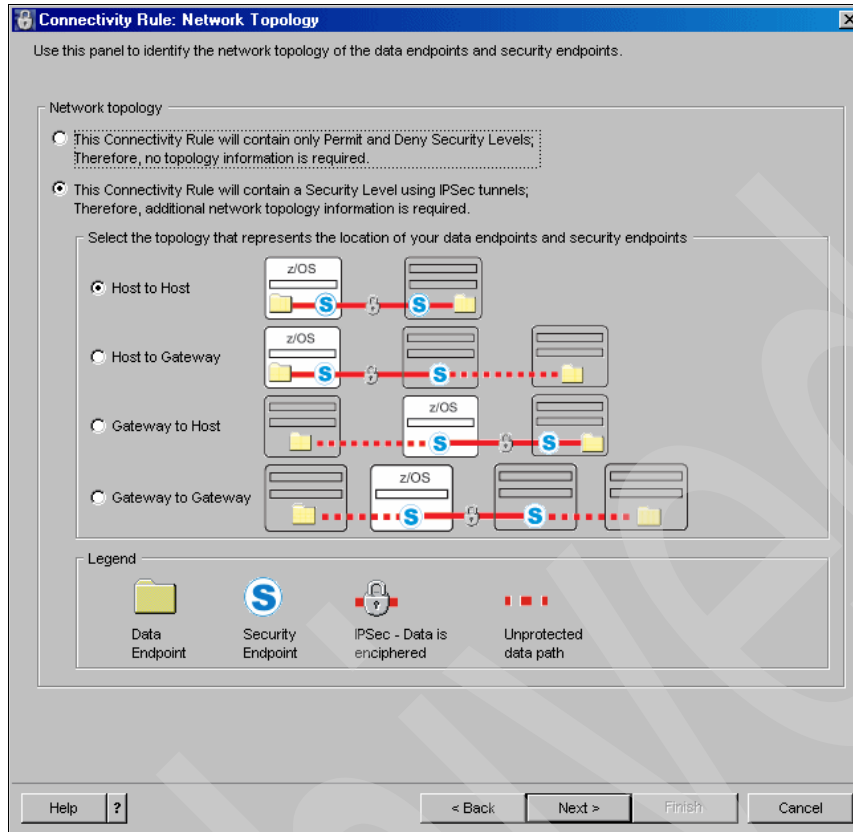 Connectivity Rule: Network Topology
Use this panel to identify the network topology of the data endpoints and security endpoints.
Network topology
This Connectivity Rule will contain only Permit and Deny Security Levels;
Therefore, no topology information is required.
This Connectivity Rule will contain a Security Level using IPSec tunnels;
Therefore, additional network topology information is required.
Select the topology that represents the location of your data endpoints and security endpoints
Host to Host
z/OS
S
S
Host to Gateway
z/OS
S
S
Gateway to Host
z/OS
S
S
Gateway to Gateway
z/OS
S
S
Legend
S
Data
Endpoint
Security
Endpoint
IPSec - Data is
enciphered
Unprotected
data path
Help
?
< Back
Next >
Finish
Cancel